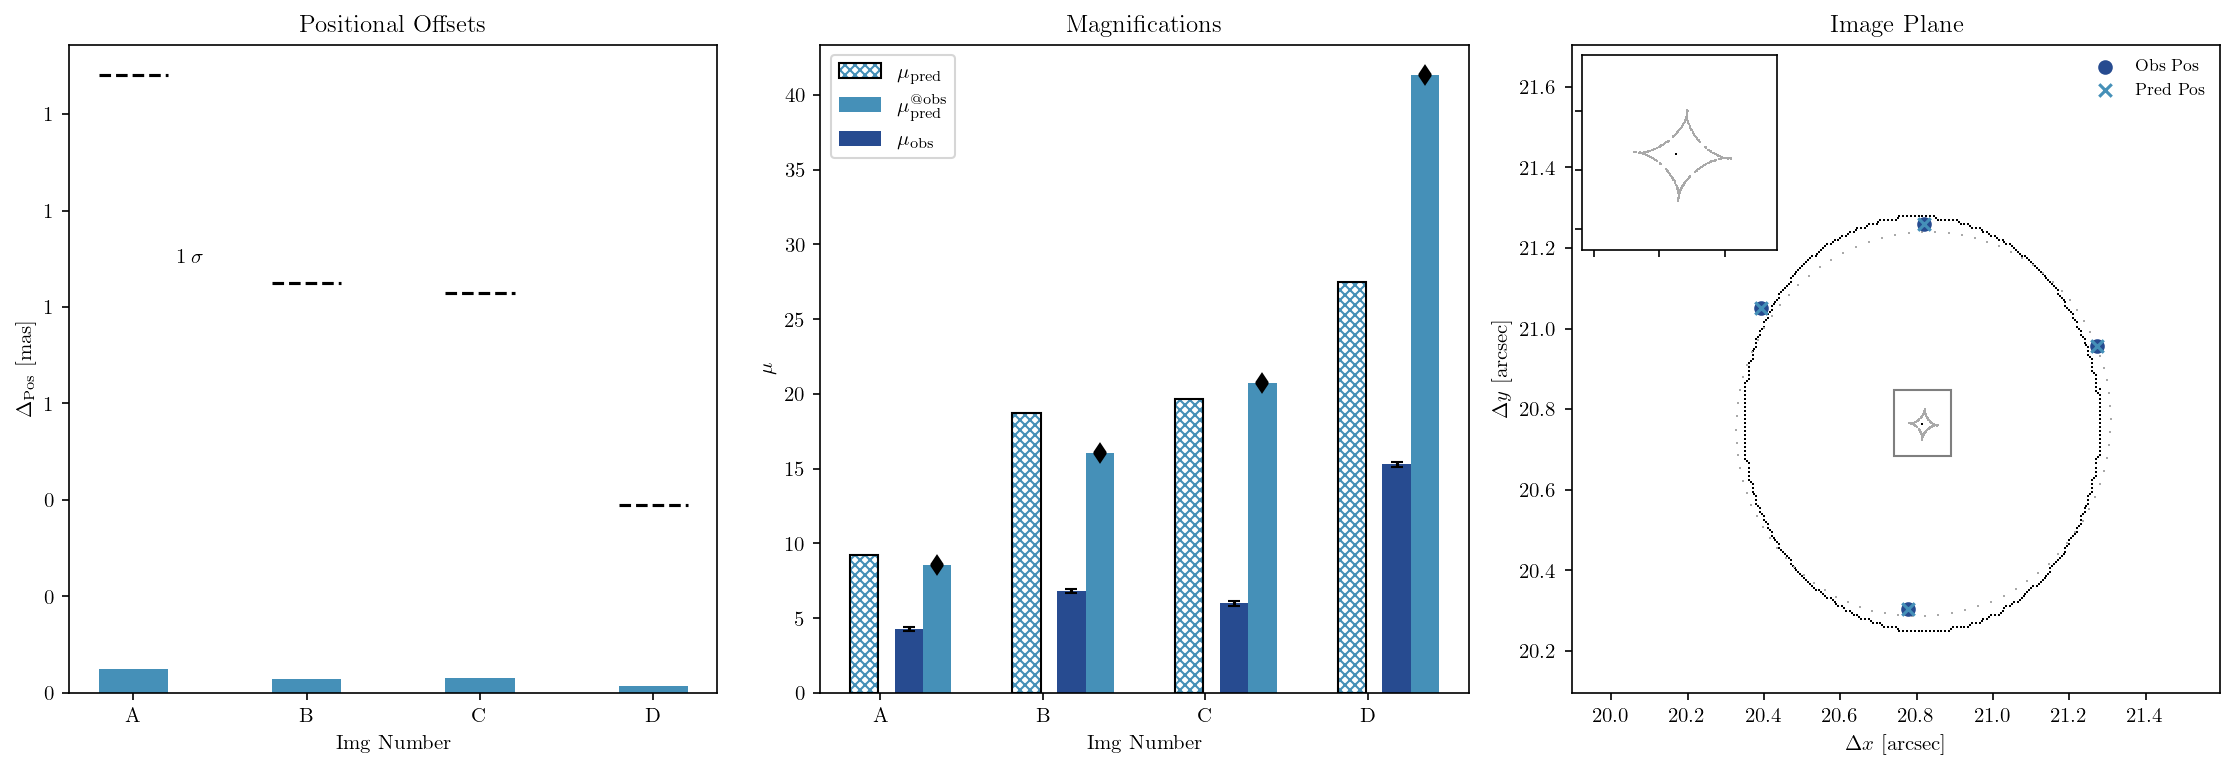 Positional Offsets
1
1
1
1
0
0
0
1 σ
Δ_Pos [mas]
A B C D
Img Number
Magnifications
μ_pred
μ_pred^@obs
μ_obs
40
35
30
25
20
15
10
5
0
μ
A B C D
Img Number
Image Plane
Obs Pos
Pred Pos
21.6
21.4
21.2
21.0
20.8
20.6
20.4
20.2
Δy [arcsec]
20.0 20.2 20.4 20.6 20.8 21.0 21.2 21.4
Δx [arcsec]